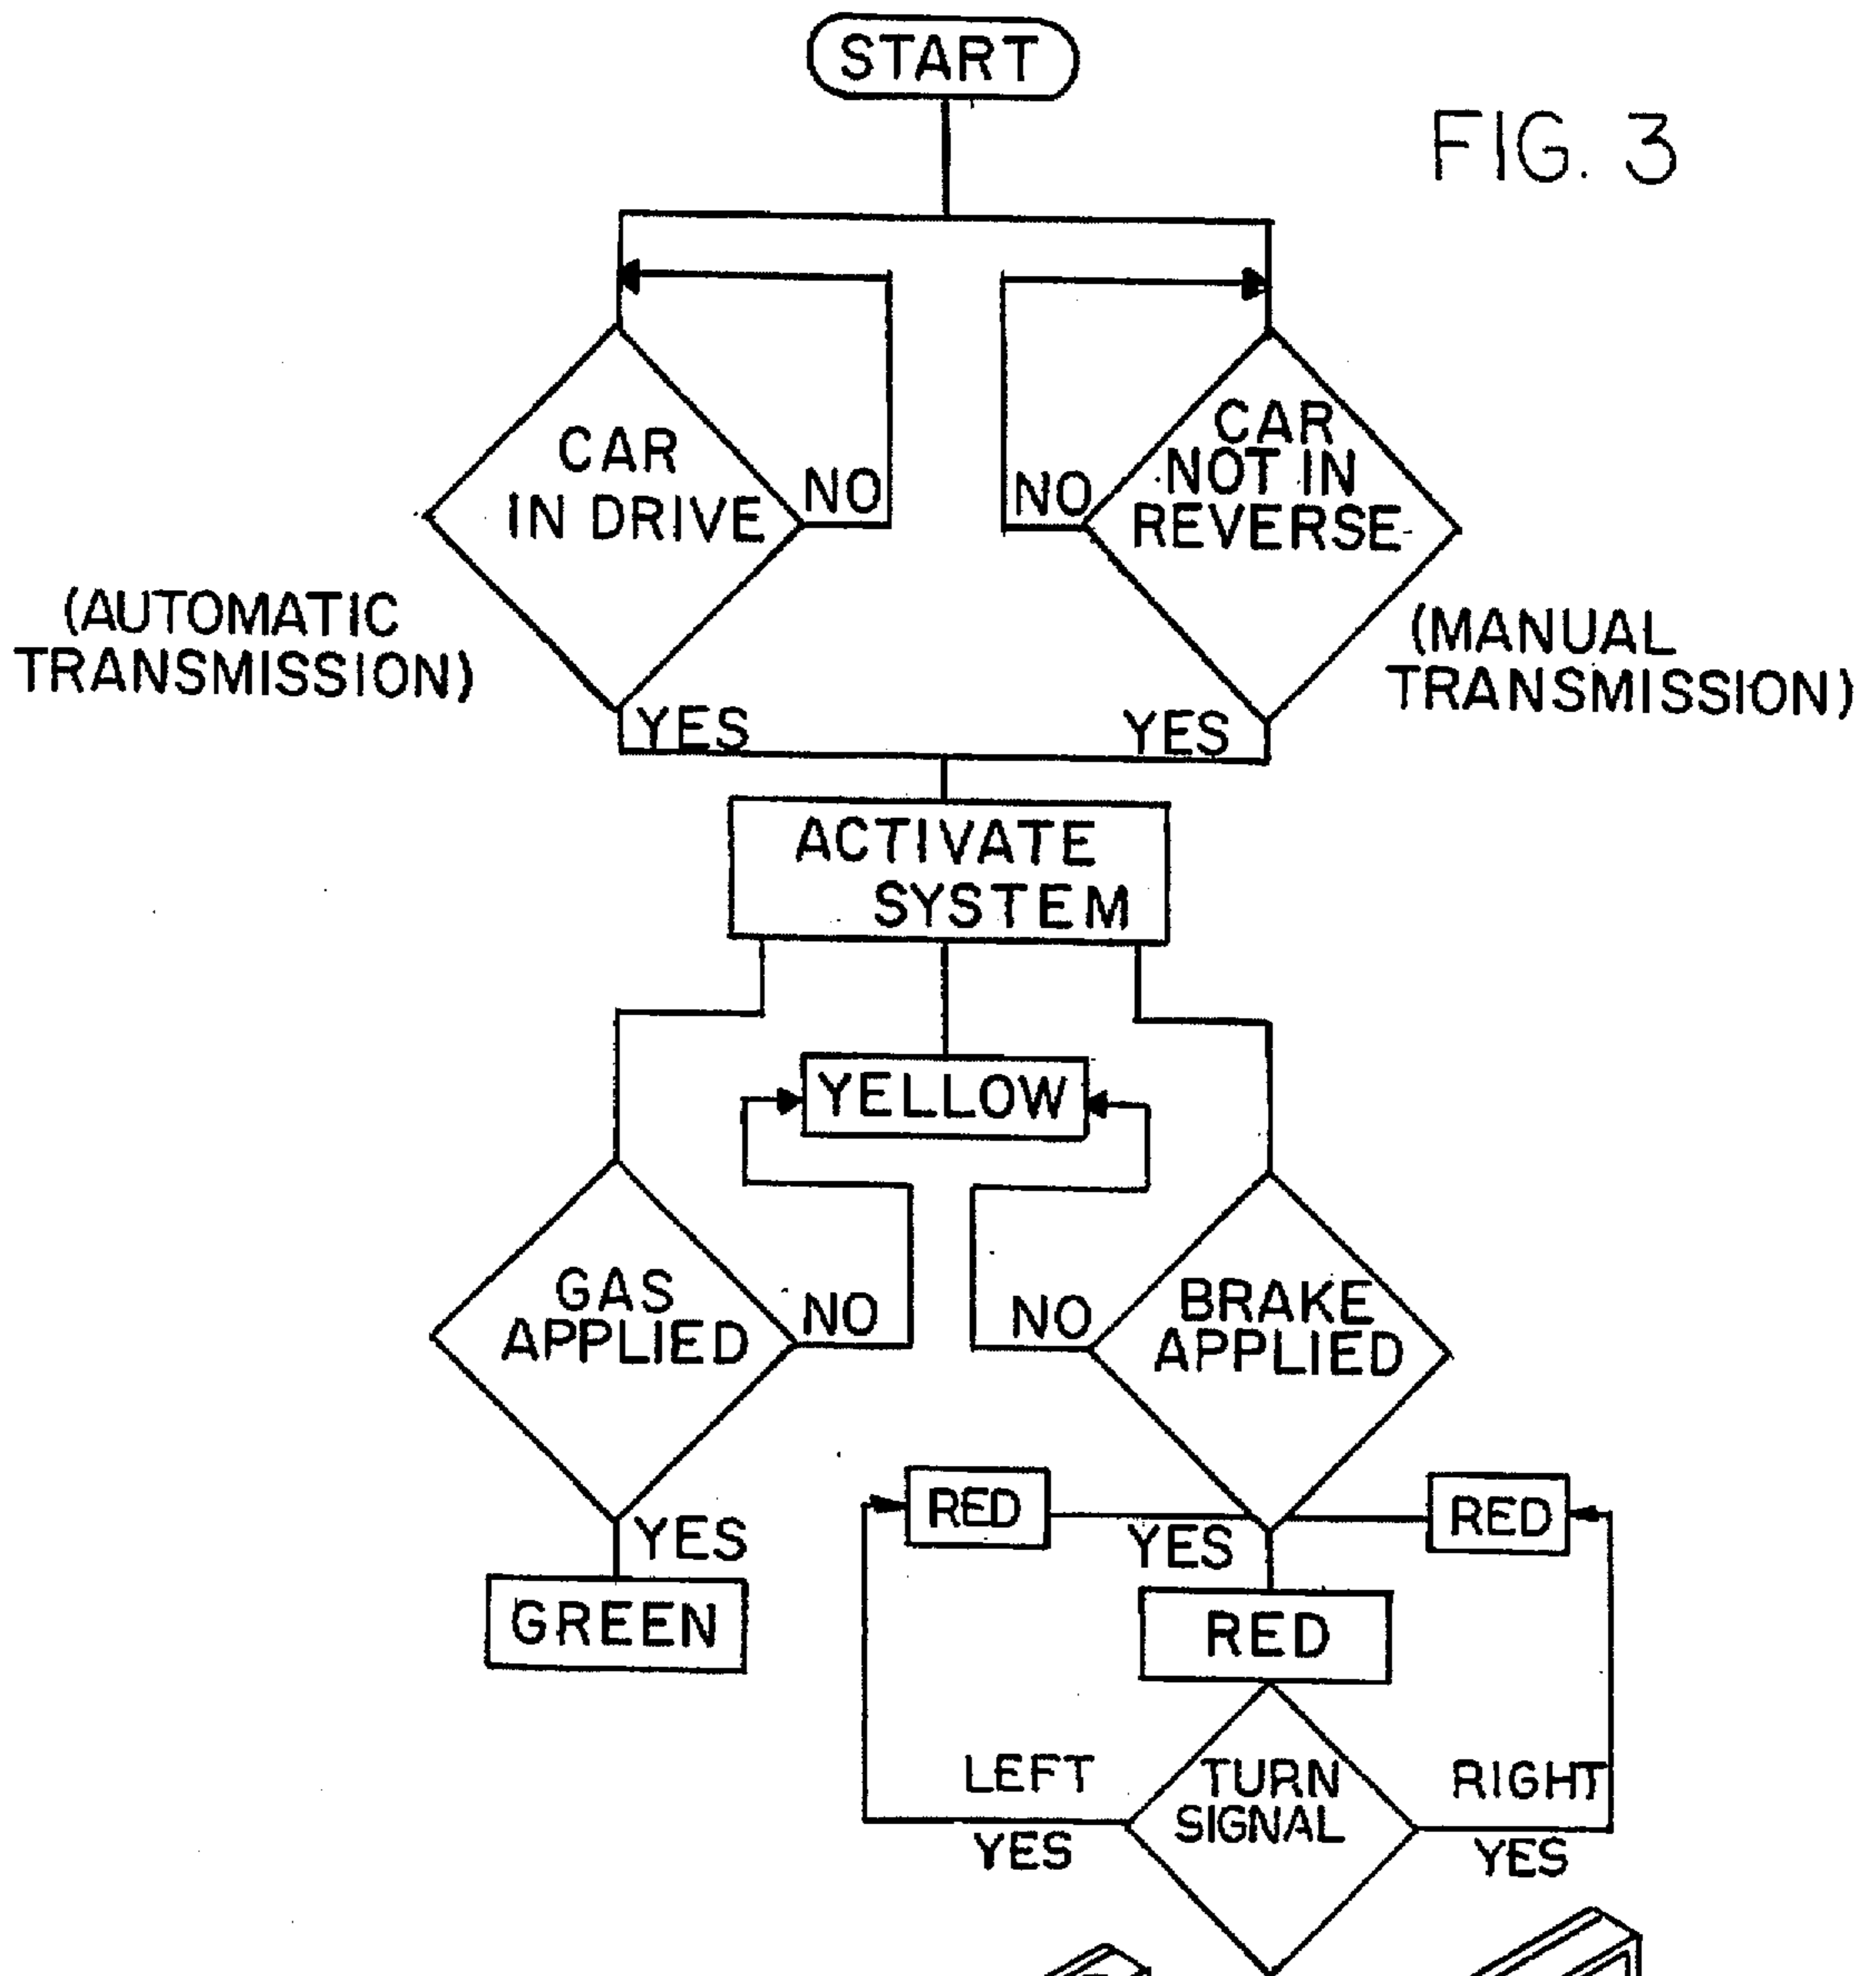 START
FIG. 3
CAR
IN DRIVE
NO
NO
CAR
NOT IN
REVERSE
(AUTOMATIC
TRANSMISSION)
(MANUAL
TRANSMISSION)
YES
YES
ACTIVATE
SYSTEM
YELLOW
GAS
APPLIED
NO
NO
BRAKE
APPLIED
RED
RED
YES
YES
GREEN
RED
LEFT
YES
TURN
SIGNAL
RIGHT
YES